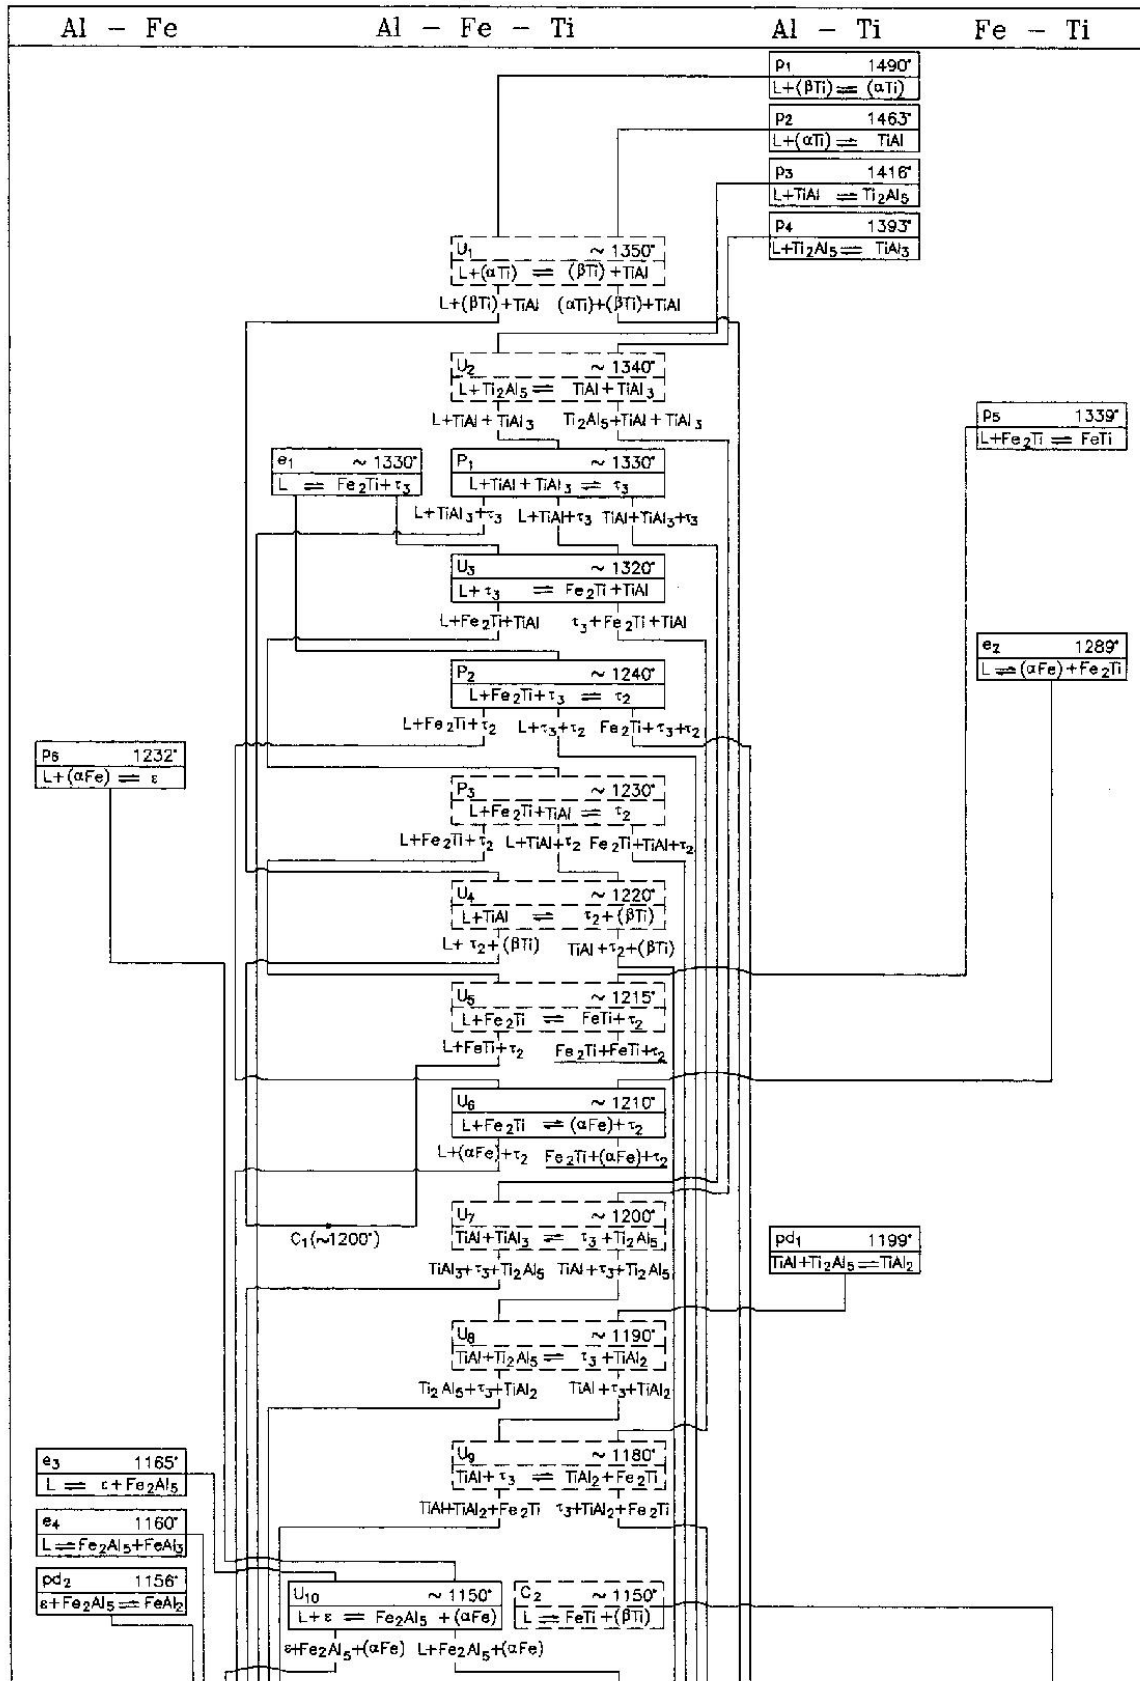 Al – Fe
Al – Fe – Ti
Al – Ti
Fe – Ti
p₁ 1490°
L+(βTi) ⇌ (αTi)
p₂ 1463°
L+(αTi) ⇌ TiAl
p₃ 1416°
L+TiAl ⇌ Ti₂Al₅
p₄ 1393°
L+Ti₂Al₅ ⇌ TiAl₃
U₁ ~ 1350°
L+(αTi) ⇌ (βTi)+TiAl
L+(βTi)+TiAl (αTi)+(βTi)+TiAl
U₂ ~ 1340°
L+Ti₂Al₅ ⇌ TiAl+TiAl₃
L+TiAl+TiAl₃ Ti₂Al₅+TiAl+TiAl₃
p₅ 1339°
L+Fe₂Ti ⇌ FeTi
e₁ ~ 1330°
L ⇌ Fe₂Ti+τ₃
P₁ ~ 1330°
L+TiAl+TiAl₃ ⇌ τ₃
L+TiAl₃+τ₃ L+TiAl+τ₃ TiAl+TiAl₃+τ₃
U₃ ~ 1320°
L+τ₃ ⇌ Fe₂Ti+TiAl
L+Fe₂Ti+TiAl τ₃+Fe₂Ti+TiAl
e₂ 1289°
L⇌(αFe)+Fe₂Ti
P₂ ~ 1240°
L+Fe₂Ti+τ₃ ⇌ τ₂
L+Fe₂Ti+τ₂ L+τ₃+τ₂ Fe₂Ti+τ₃+τ₂
p₆ 1232°
L+(αFe) ⇌ ε
P₃ ~ 1230°
L+Fe₂Ti+TiAl ⇌ τ₂
L+Fe₂Ti+τ₂ L+TiAl+τ₂ Fe₂Ti+TiAl+τ₂
U₄ ~ 1220°
L+TiAl ⇌ τ₂+(βTi)
L+τ₂+(βTi) TiAl+τ₂+(βTi)
U₅ ~ 1215°
L+Fe₂Ti ⇌ FeTi+τ₂
L+FeTi+τ₂ Fe₂Ti+FeTi+τ₂
U₆ ~ 1210°
L+Fe₂Ti ⇌(αFe)+τ₂
L+(αFe)+τ₂ Fe₂Ti+(αFe)+τ₂
U₇ ~ 1200°
TiAl+TiAl₃ ⇌ τ₃+Ti₂Al₅
C₁(~1200°)
TiAl₃+τ₃+Ti₂Al₅ TiAl+τ₃+Ti₂Al₅
pd₁ 1199°
TiAl+Ti₂Al₅⇌TiAl₂
U₈ ~ 1190°
TiAl+Ti₂Al₅ ⇌ τ₃+TiAl₂
Ti₂Al₅+τ₃+TiAl₂ TiAl+τ₃+TiAl₂
U₉ ~ 1180°
TiAl+τ₃ ⇌ TiAl₂+Fe₂Ti
TiAl+TiAl₂+Fe₂Ti τ₃+TiAl₂+Fe₂Ti
e₃ 1165°
L ⇌ ε+Fe₂Al₅
e₄ 1160°
L⇌Fe₂Al₅+FeAl₃
pd₂ 1156°
ε+Fe₂Al₅⇌FeAl₂
U₁₀ ~ 1150°
L+ε ⇌ Fe₂Al₅ +(αFe)
ε+Fe₂Al₅+(αFe) L+Fe₂Al₅+(αFe)
C₂ ~ 1150°
L⇌FeTi+(βTi)